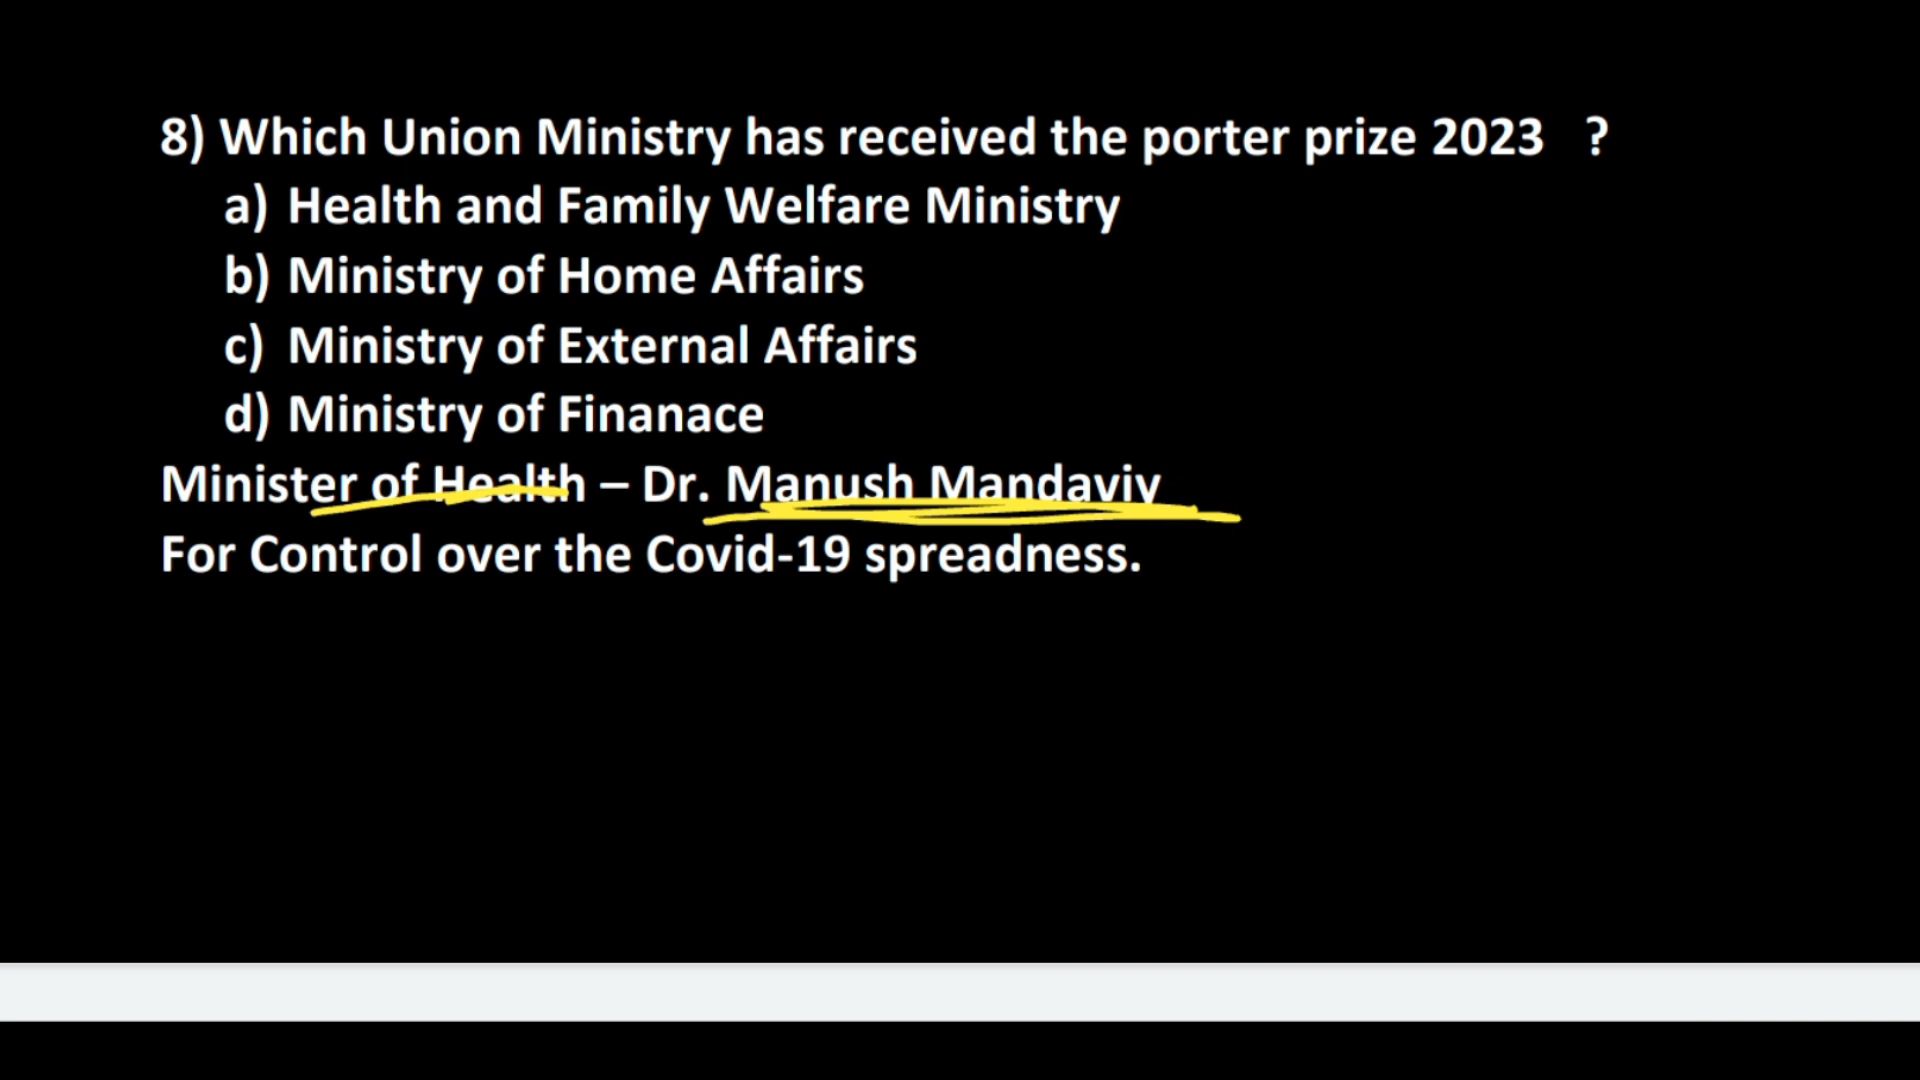 8) Which Union Ministry has received the porter prize 2023 ?
a) Health and Family Welfare Ministry
b) Ministry of Home Affairs
c) Ministry of External Affairs
d) Ministry of Finanace
Minister of Health – Dr. Manush Mandaviy
For Control over the Covid-19 spreadness.